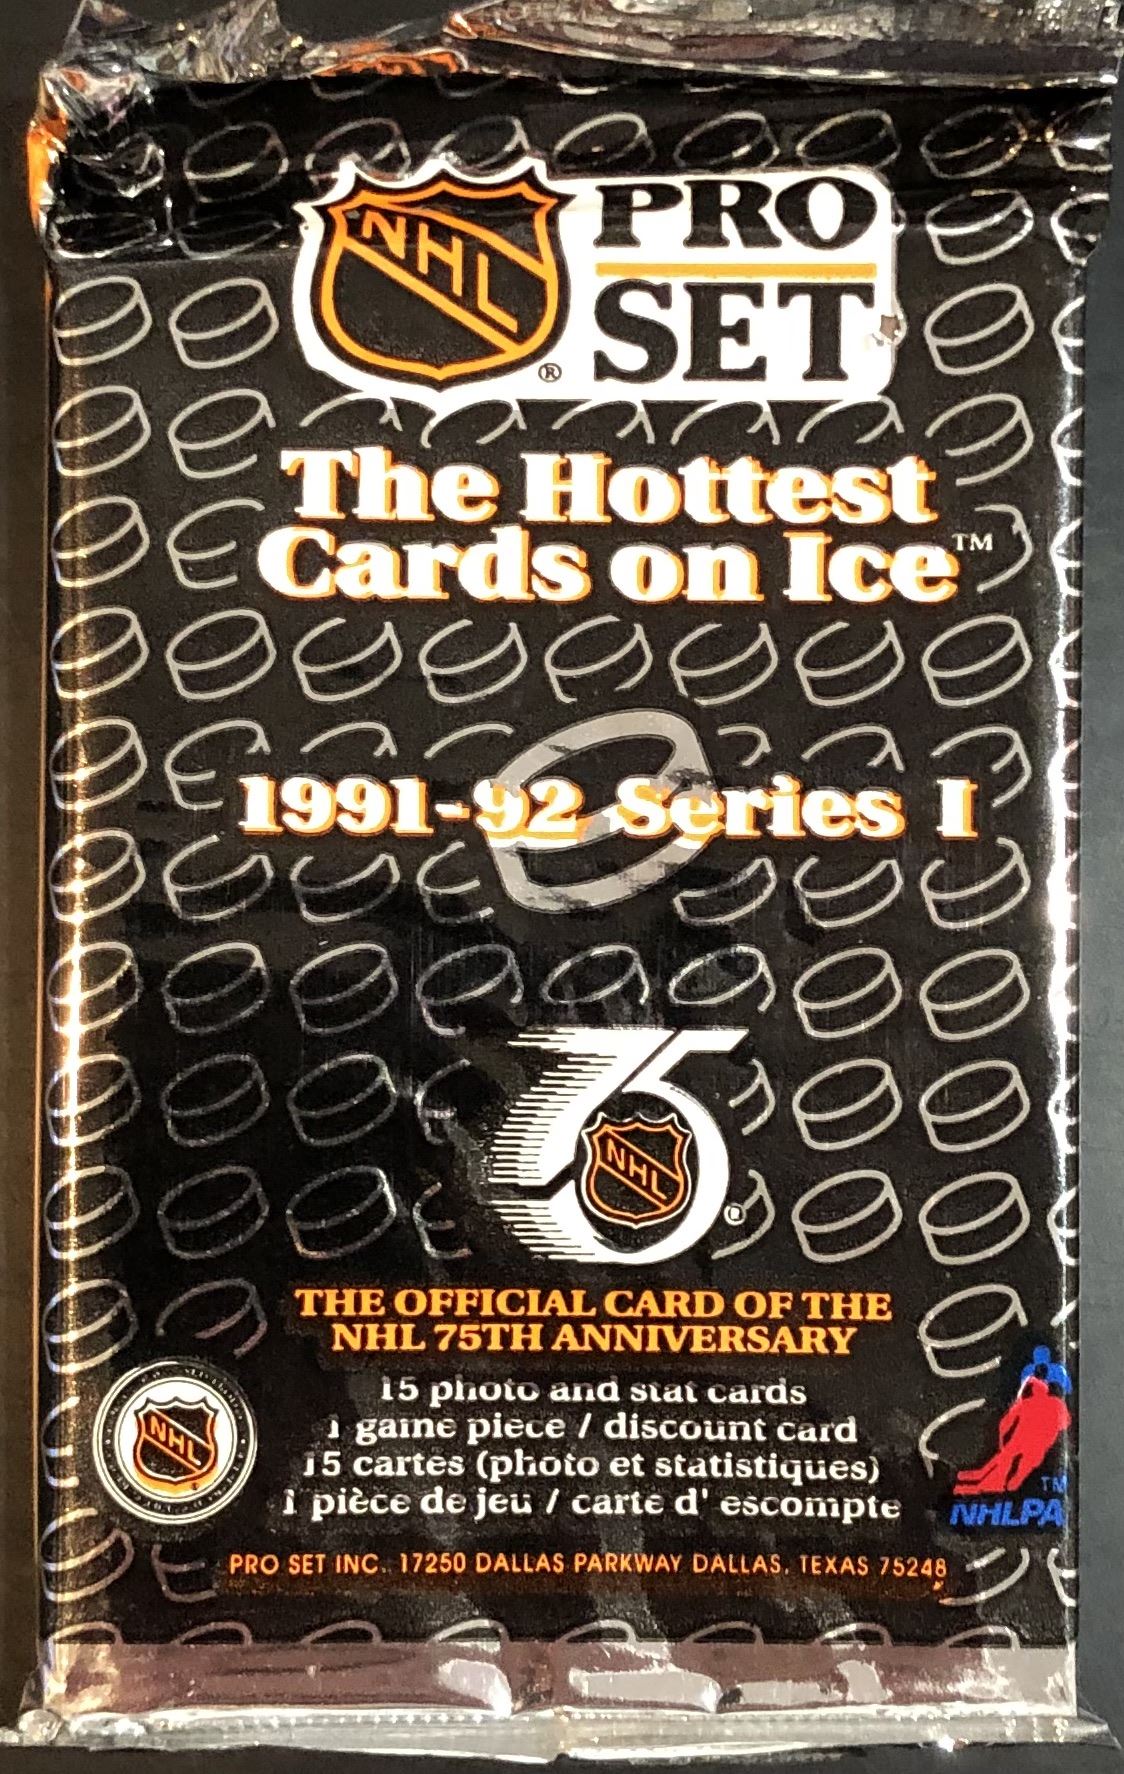 NHL
PRO
SET
®
The Hottest
Cards on Ice™
1991-92 Series I
75
NHL
®
THE OFFICIAL CARD OF THE
NHL 75TH ANNIVERSARY
15 photo and stat cards
1 game piece / discount card
15 cartes (photo et statistiques)
1 pièce de jeu / carte d' escompte
NHL
TM
NHLPA
PRO SET INC. 17250 DALLAS PARKWAY DALLAS, TEXAS 75248